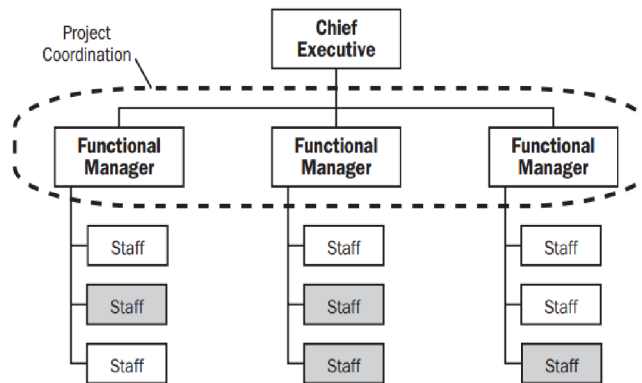 Project
Coordination
Chief
Executive
Functional
Manager
Functional
Manager
Functional
Manager
Staff
Staff
Staff
Staff
Staff
Staff
Staff
Staff
Staff